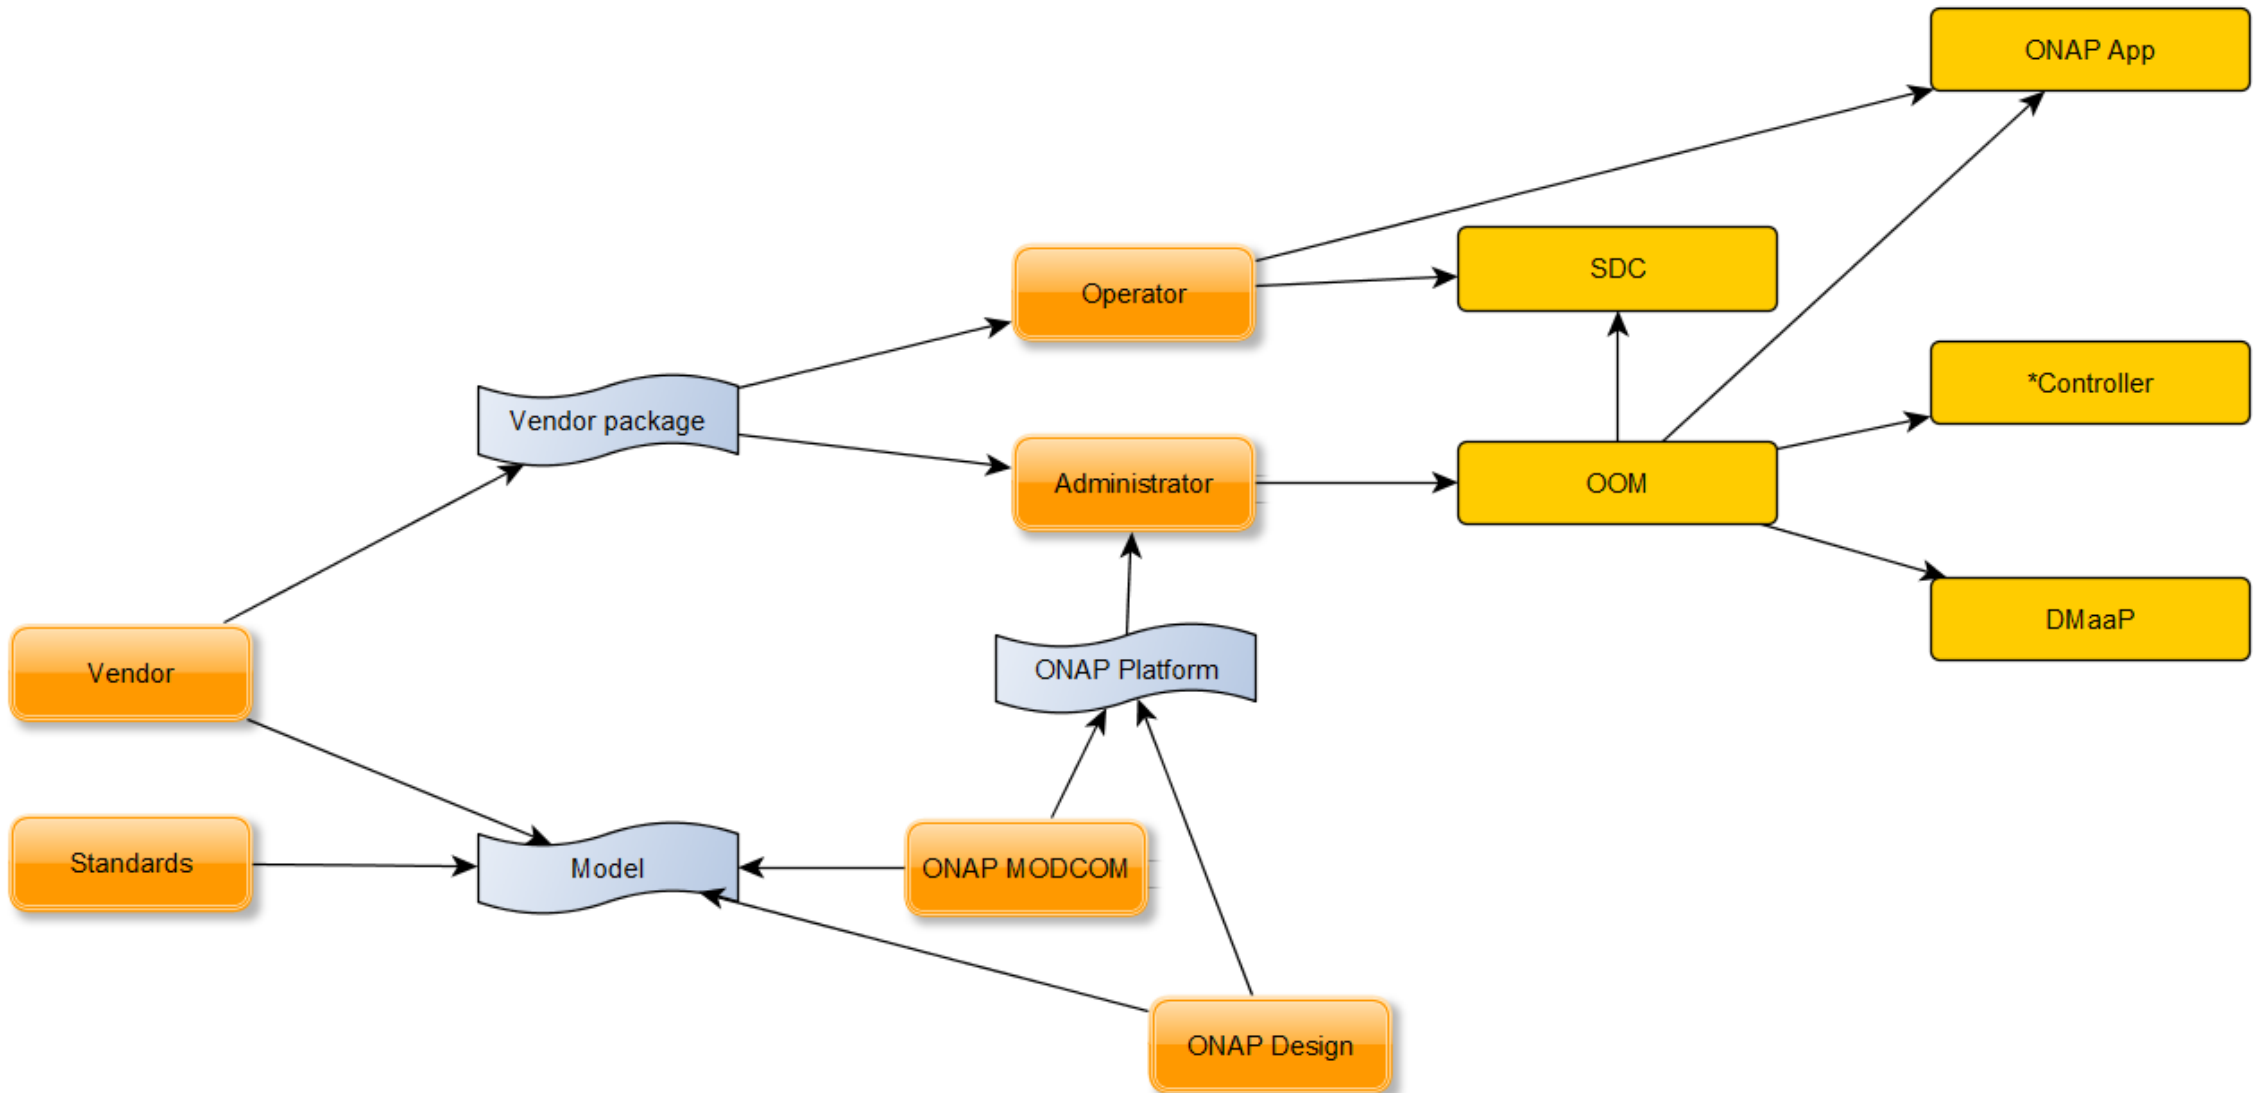 ONAP App
SDC
Operator
*Controller
Vendor package
Administrator
OOM
DMaaP
Vendor
ONAP Platform
Standards
Model
ONAP MODCOM
ONAP Design